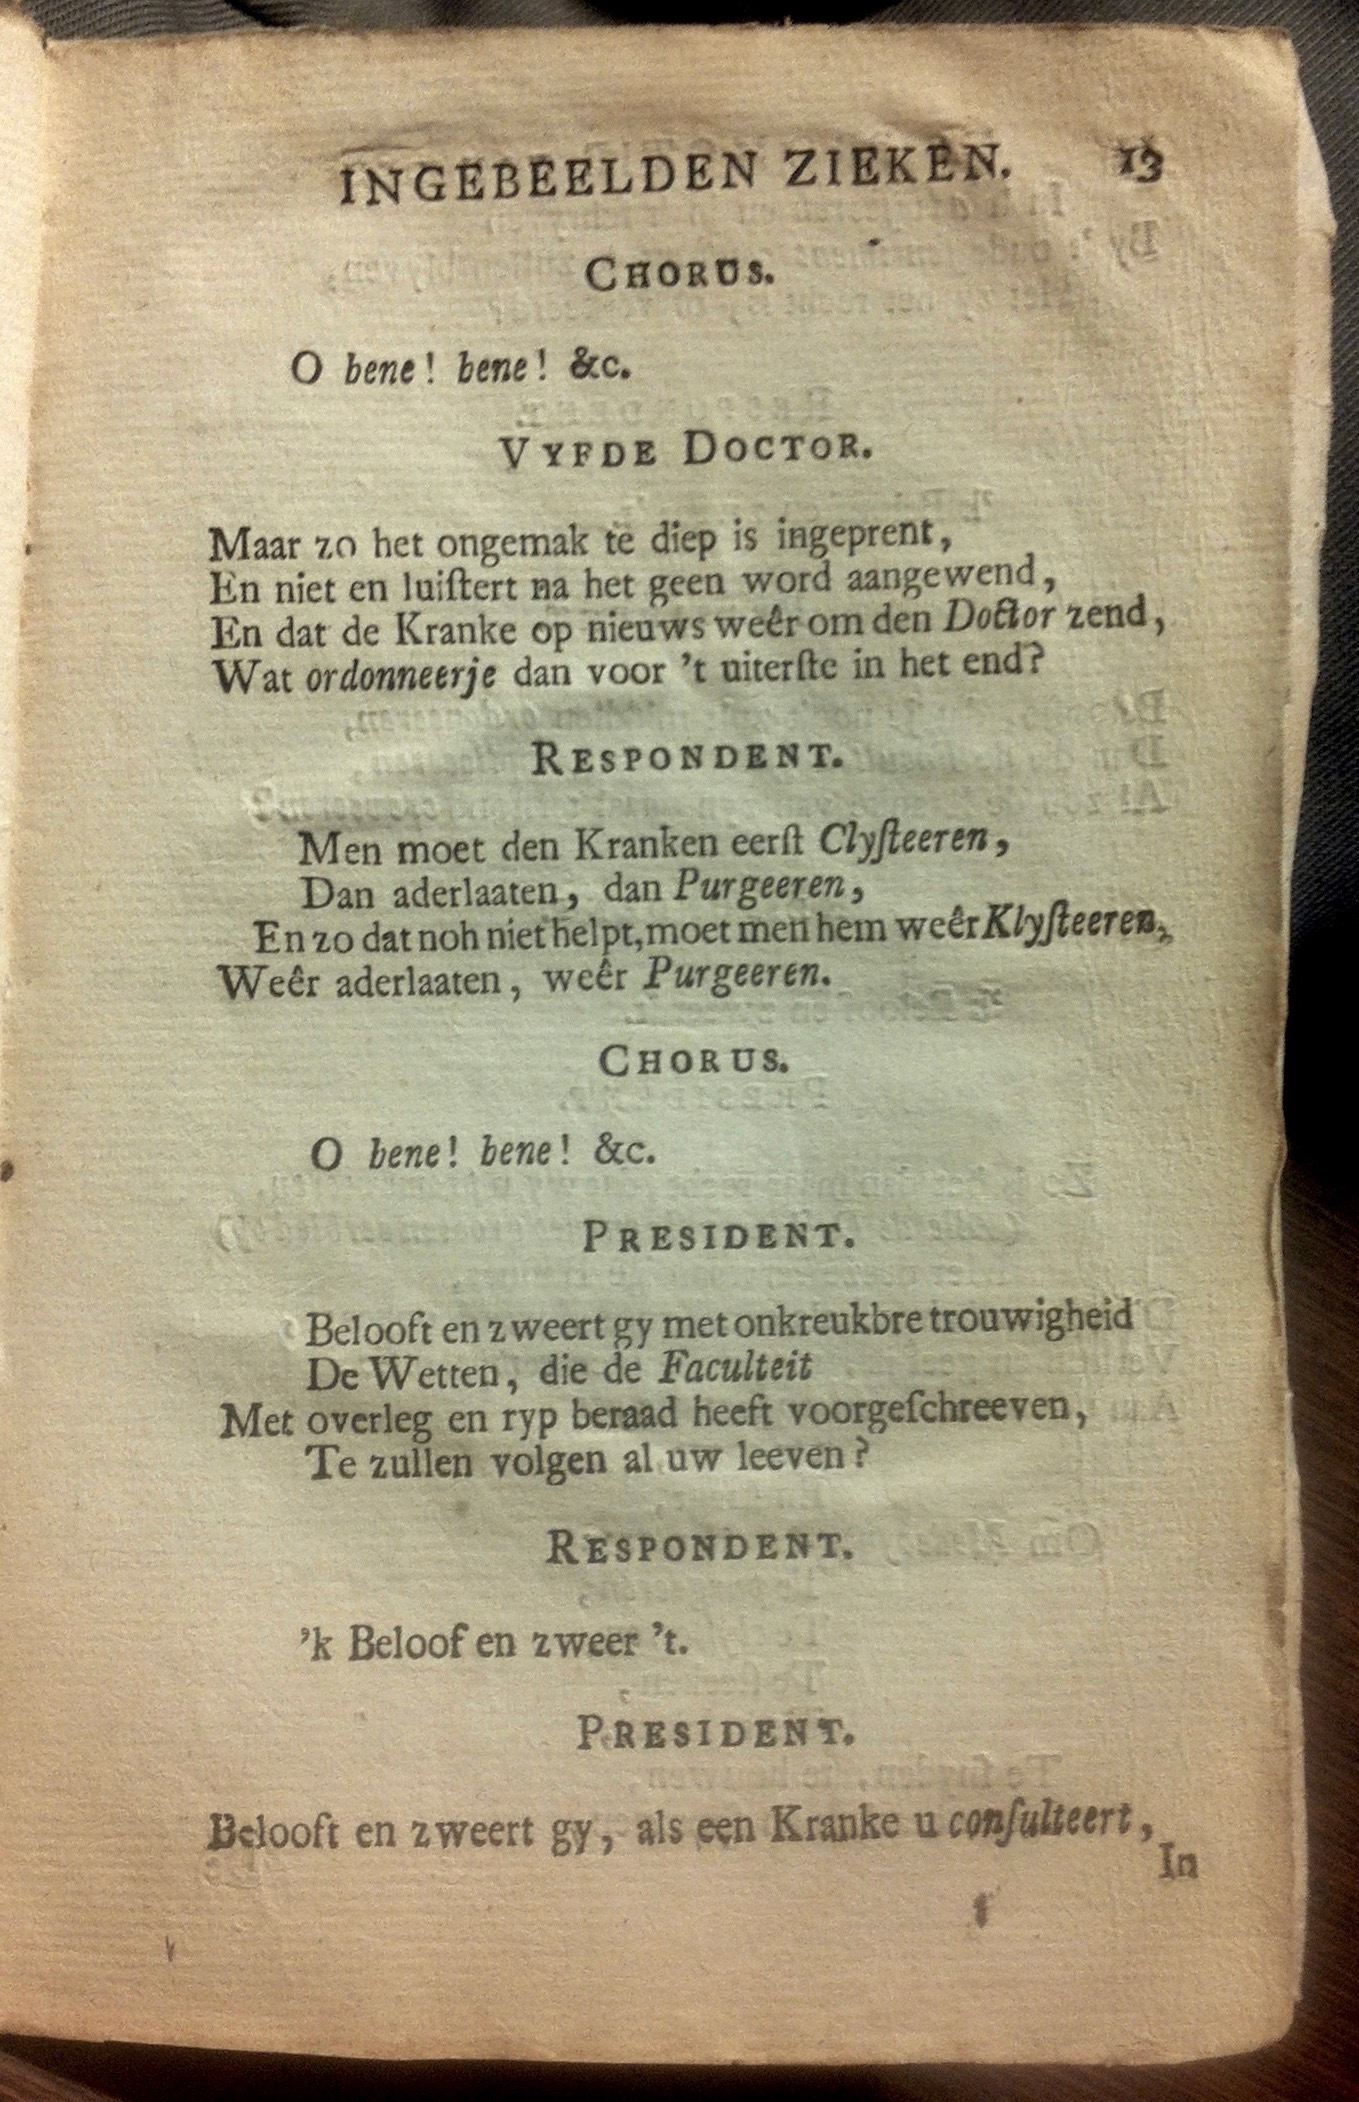 INGEBEELDEN ZIEKEN. 13
CHORUS.
O bene! bene! &c.
VYFDE DOCTOR.
Maar zo het ongemak te diep is ingeprent,
En niet en luiſtert na het geen word aangewend,
En dat de Kranke op nieuws weêr om den Doctor zend,
Wat ordonneerje dan voor 't uiterſte in het end?
RESPONDENT.
Men moet den Kranken eerſt Clyſteeren,
Dan aderlaaten, dan Purgeeren,
En zo dat noh niet helpt, moet men hem weêr Klyſteeren,
Weêr aderlaaten, weêr Purgeeren.
CHORUS.
O bene! bene! &c.
PRESIDENT.
Belooft en zweert gy met onkreukbre trouwigheid
De Wetten, die de Faculteit
Met overleg en ryp beraad heeft voorgeſchreeven,
Te zullen volgen al uw leeven?
RESPONDENT.
'k Beloof en zweer 't.
PRESIDENT.
Belooft en zweert gy, als een Kranke u conſulteert,
In